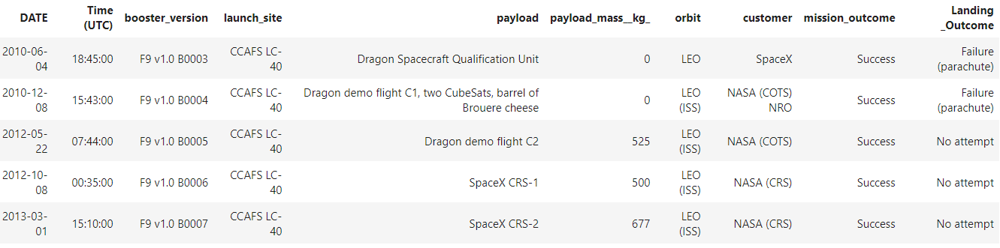 DATE Time (UTC) booster_version launch_site payload payload_mass__kg_ orbit customer mission_outcome Landing _Outcome
2010-06-04 18:45:00 F9 v1.0 B0003 CCAFS LC-40 Dragon Spacecraft Qualification Unit 0 LEO SpaceX Success Failure (parachute)
2010-12-08 15:43:00 F9 v1.0 B0004 CCAFS LC-40 Dragon demo flight C1, two CubeSats, barrel of Brouere cheese 0 LEO (ISS) NASA (COTS) NRO Success Failure (parachute)
2012-05-22 07:44:00 F9 v1.0 B0005 CCAFS LC-40 Dragon demo flight C2 525 LEO (ISS) NASA (COTS) Success No attempt
2012-10-08 00:35:00 F9 v1.0 B0006 CCAFS LC-40 SpaceX CRS-1 500 LEO (ISS) NASA (CRS) Success No attempt
2013-03-01 15:10:00 F9 v1.0 B0007 CCAFS LC-40 SpaceX CRS-2 677 LEO (ISS) NASA (CRS) Success No attempt